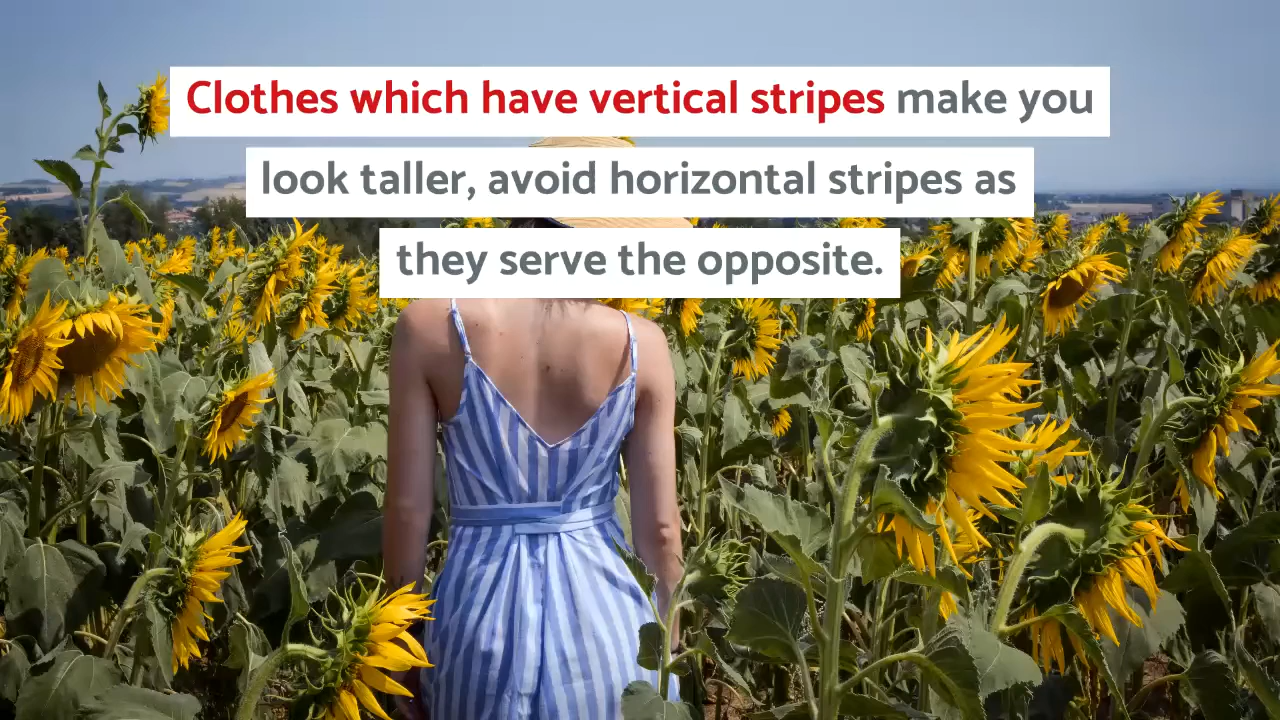 Clothes which have vertical stripes make you
look taller, avoid horizontal stripes as
they serve the opposite.